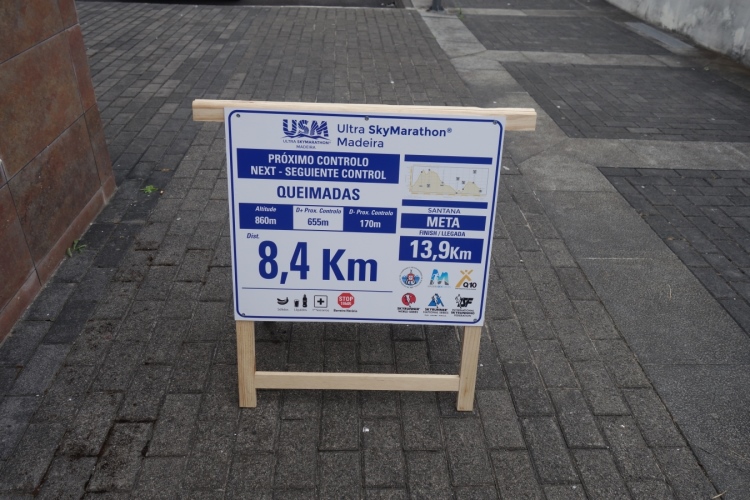 USM
ULTRA SKYMARATHON®
MADEIRA
Ultra SkyMarathon®
Madeira
PRÓXIMO CONTROLO
NEXT - SEGUIENTE CONTROL
QUEIMADAS
Altitude
860m
D+ Prox. Controlo
655m
D- Prox. Controlo
170m
Dist.
8,4 Km
SANTANA
META
FINISH / LLEGADA
13,9Km
Q10
STOP